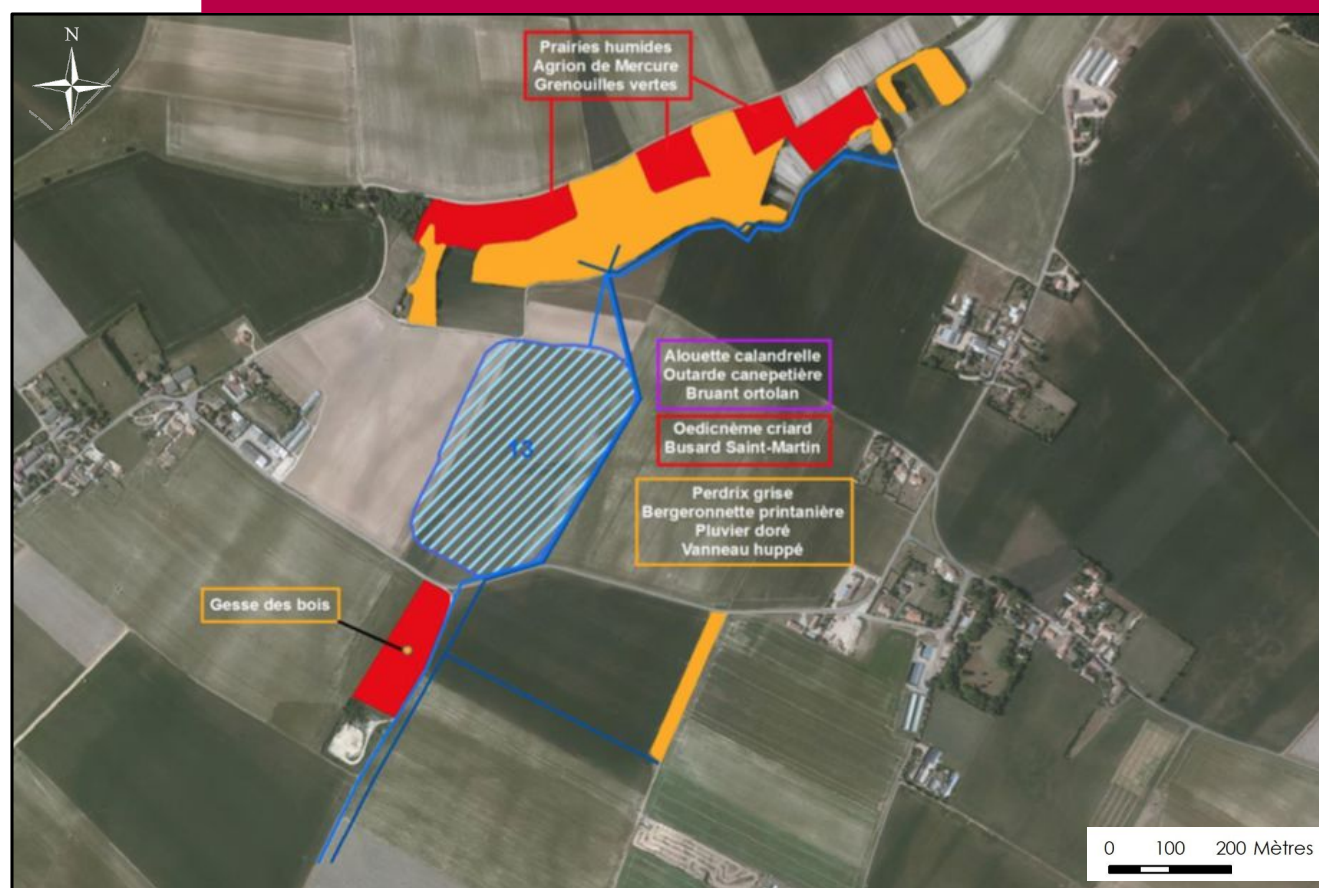 N
Prairies humides
Agrion de Mercure
Grenouilles vertes
Alouette calandrelle
Outarde canepetière
Bruant ortolan
13
Oedicnème criard
Busard Saint-Martin
Perdrix grise
Bergeronnette printanière
Pluvier doré
Vanneau huppé
Gesse des bois
0 100 200 Mètres